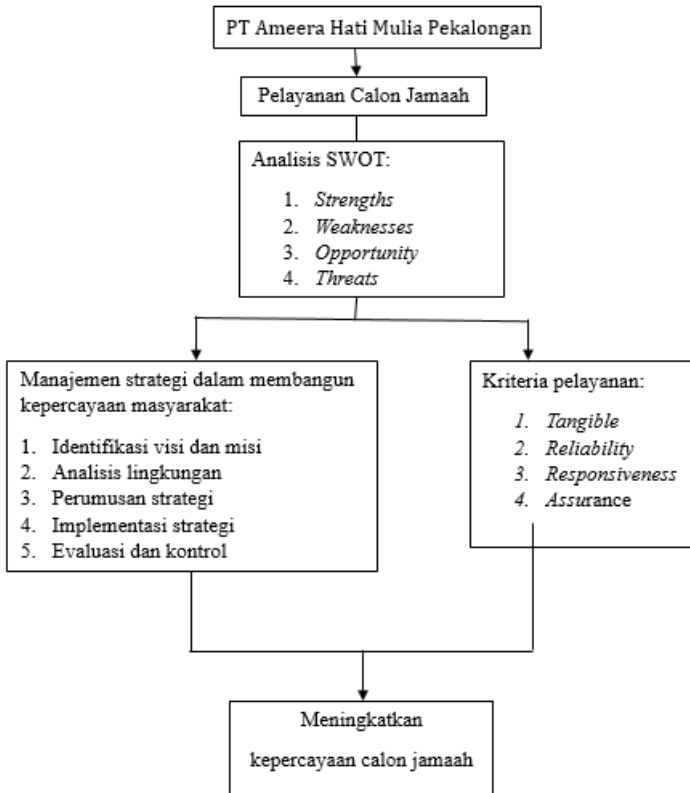 PT Ameera Hati Mulia Pekalongan
Pelayanan Calon Jamaah
Analisis SWOT:
1. Strengths
2. Weaknesses
3. Opportunity
4. Threats
Manajemen strategi dalam membangun
kepercayaan masyarakat:
1. Identifikasi visi dan misi
2. Analisis lingkungan
3. Perumusan strategi
4. Implementasi strategi
5. Evaluasi dan kontrol
Kriteria pelayanan:
1. Tangible
2. Reliability
3. Responsiveness
4. Assurance
Meningkatkan
kepercayaan calon jamaah